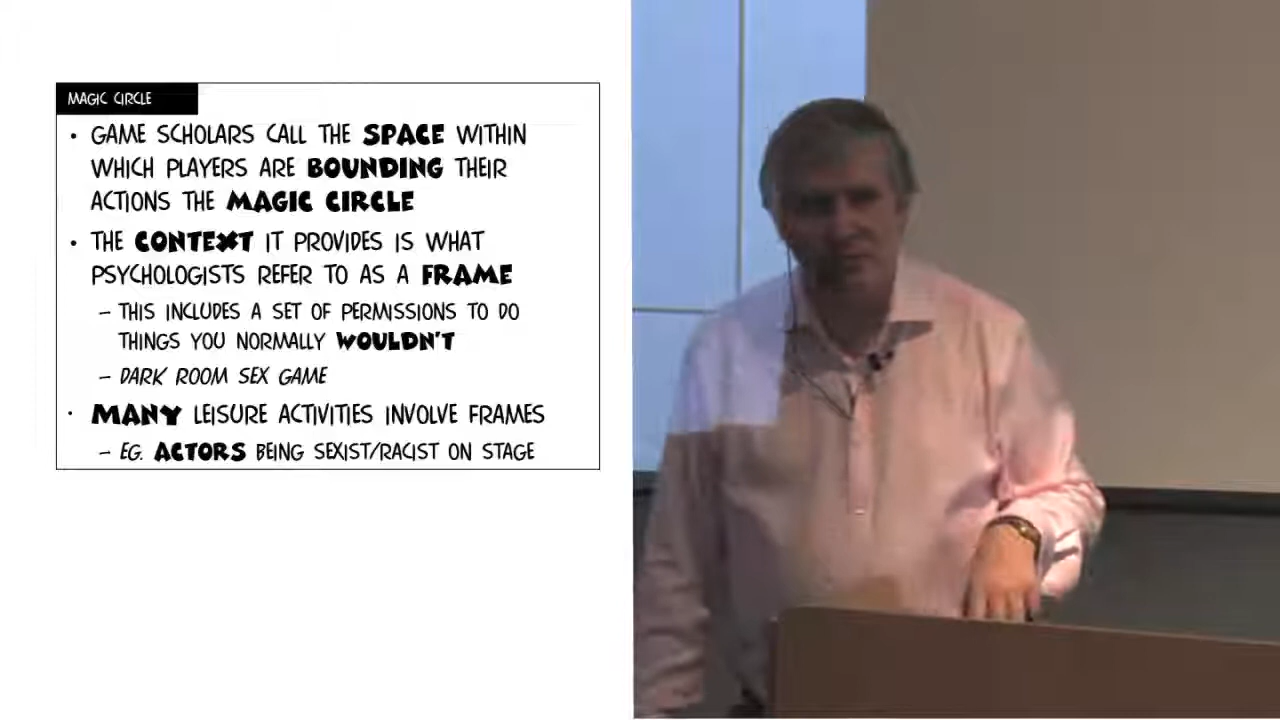 MAGIC CIRCLE
• GAME SCHOLARS CALL THE SPACE WITHIN
WHICH PLAYERS ARE BOUNDING THEIR
ACTIONS THE MAGIC CIRCLE
• THE CONTEXT IT PROVIDES IS WHAT
PSYCHOLOGISTS REFER TO AS A FRAME
– THIS INCLUDES A SET OF PERMISSIONS TO DO
THINGS YOU NORMALLY WOULDN'T
– DARK ROOM SEX GAME
• MANY LEISURE ACTIVITIES INVOLVE FRAMES
– EG. ACTORS BEING SEXIST/RACIST ON STAGE